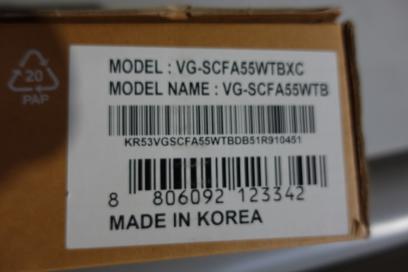 20
PAP
MODEL : VG-SCFA55WTBXC
MODEL NAME : VG-SCFA55WTB
KR53VGSCFA55WTBDB51R910451
8 806092 123342
MADE IN KOREA